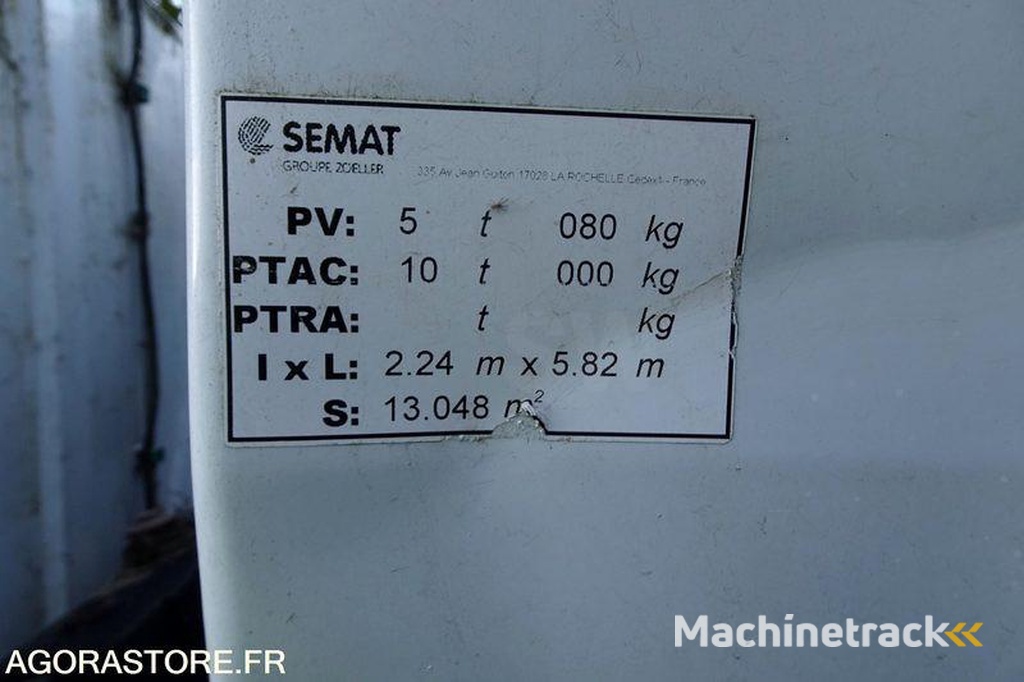 SEMAT
GROUPE ZOELLER
335 Av. Jean Guiton 17028 LA ROCHELLE Cedex1 - France
PV: 5 t 080 kg
PTAC: 10 t 000 kg
PTRA: t kg
l x L: 2.24 m x 5.82 m
S: 13.048 m²
Machinetrack
AGORASTORE.FR